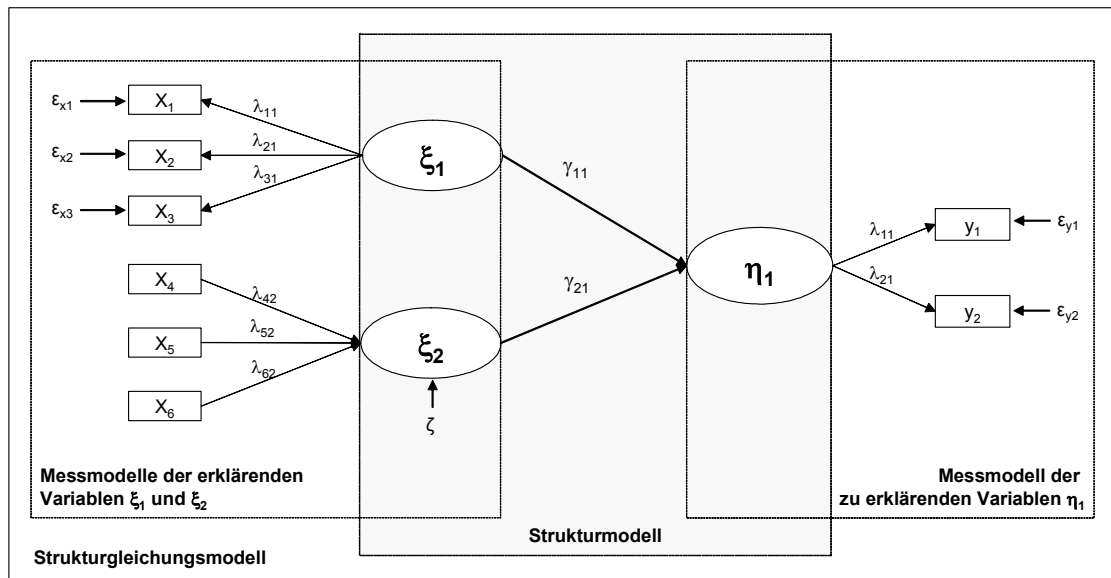 εx1
X1
λ11
εx2
X2
λ21
εx3
X3
λ31
ξ1
γ11
X4
λ42
X5
λ52
X6
λ62
ξ2
ζ
γ21
η1
λ11
y1
εy1
λ21
y2
εy2
Messmodelle der erklärenden
Variablen ξ1 und ξ2
Messmodell der
zu erklärenden Variablen η1
Strukturmodell
Strukturgleichungsmodell